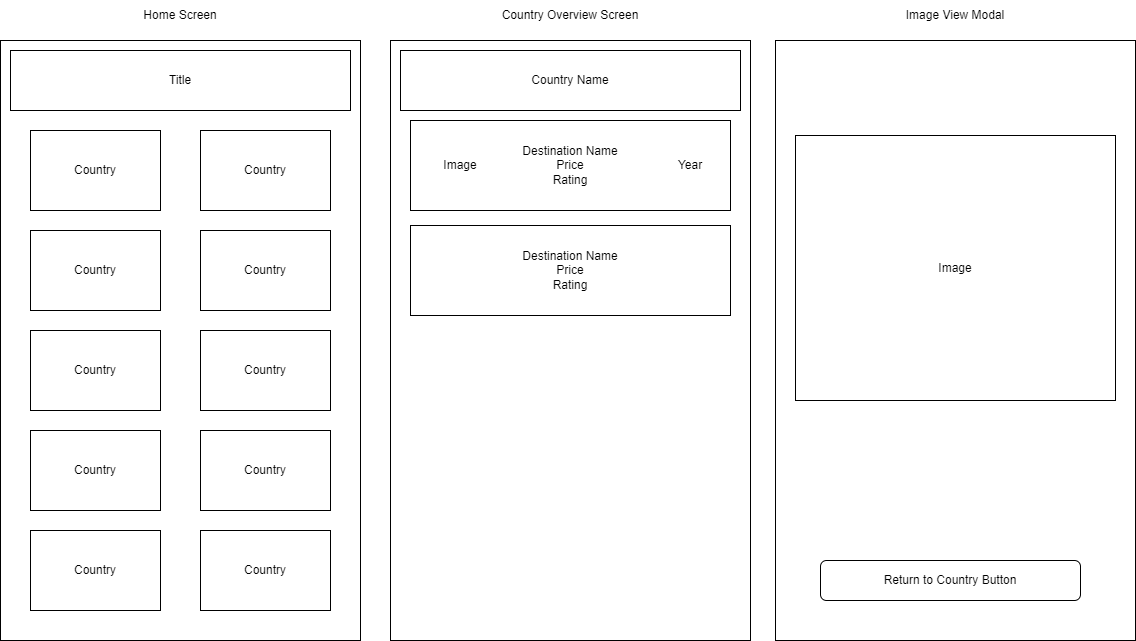 Home Screen
Country Overview Screen
Image View Modal
Title
Country
Country
Country
Country
Country
Country
Country
Country
Country
Country
Country Name
Image
Destination Name
Price
Rating
Year
Destination Name
Price
Rating
Image
Return to Country Button